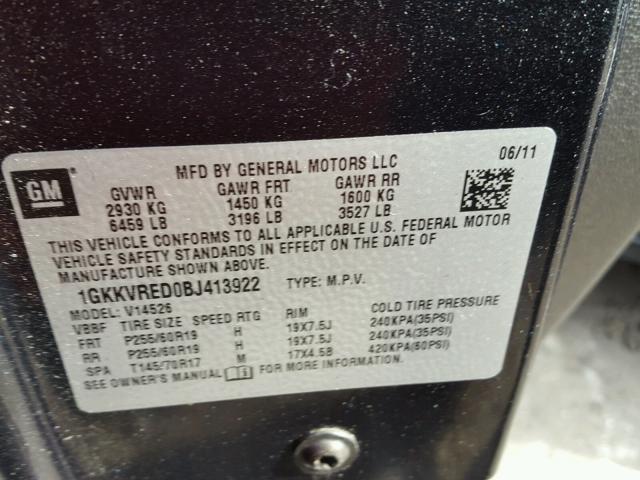 MFD BY GENERAL MOTORS LLC 06/11
GM
GVWR GAWR FRT GAWR RR
2930 KG 1450 KG 1600 KG
6459 LB 3196 LB 3527 LB
THIS VEHICLE CONFORMS TO ALL APPLICABLE U.S. FEDERAL MOTOR
VEHICLE SAFETY STANDARDS IN EFFECT ON THE DATE OF
MANUFACTURE SHOWN ABOVE.
1GKKVRED0BJ413922 TYPE: M.P.V.
MODEL: V14526
VBBF TIRE SIZE SPEED RTG RIM COLD TIRE PRESSURE
FRT P255/60R19 H 19X7.5J 240KPA(35PSI)
RR P255/60R19 H 19X7.5J 240KPA(35PSI)
SPA T145/70R17 M 17X4.5B 420KPA(60PSI)
SEE OWNER'S MANUAL FOR MORE INFORMATION.